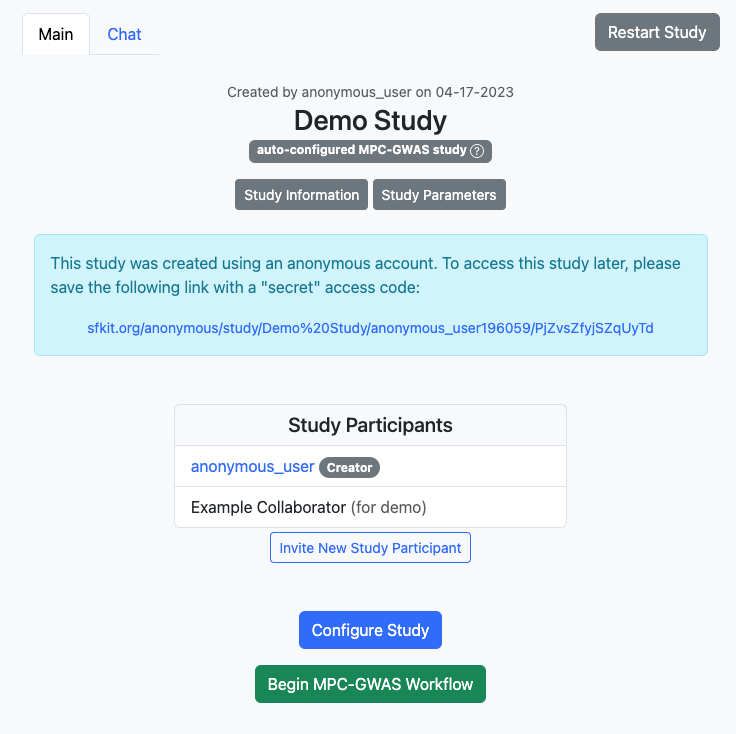 Main
Chat
Restart Study
Created by anonymous_user on 04-17-2023
Demo Study
auto-configured MPC-GWAS study ?
Study Information
Study Parameters
This study was created using an anonymous account. To access this study later, please
save the following link with a "secret" access code:
sfkit.org/anonymous/study/Demo%20Study/anonymous_user196059/PjZvsZfyjSZqUyTd
Study Participants
anonymous_user Creator
Example Collaborator (for demo)
Invite New Study Participant
Configure Study
Begin MPC-GWAS Workflow